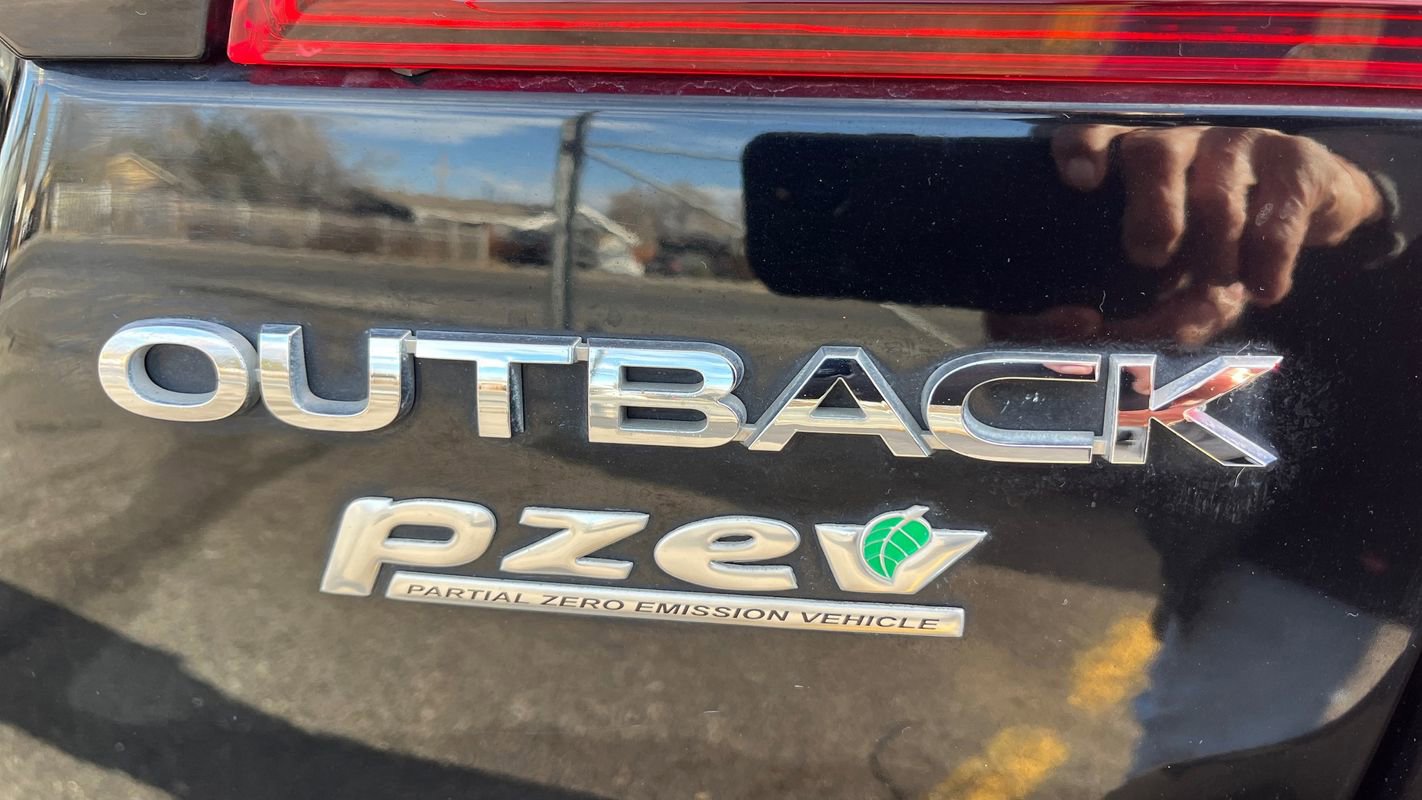 OUTBACK
pzev
PARTIAL ZERO EMISSION VEHICLE